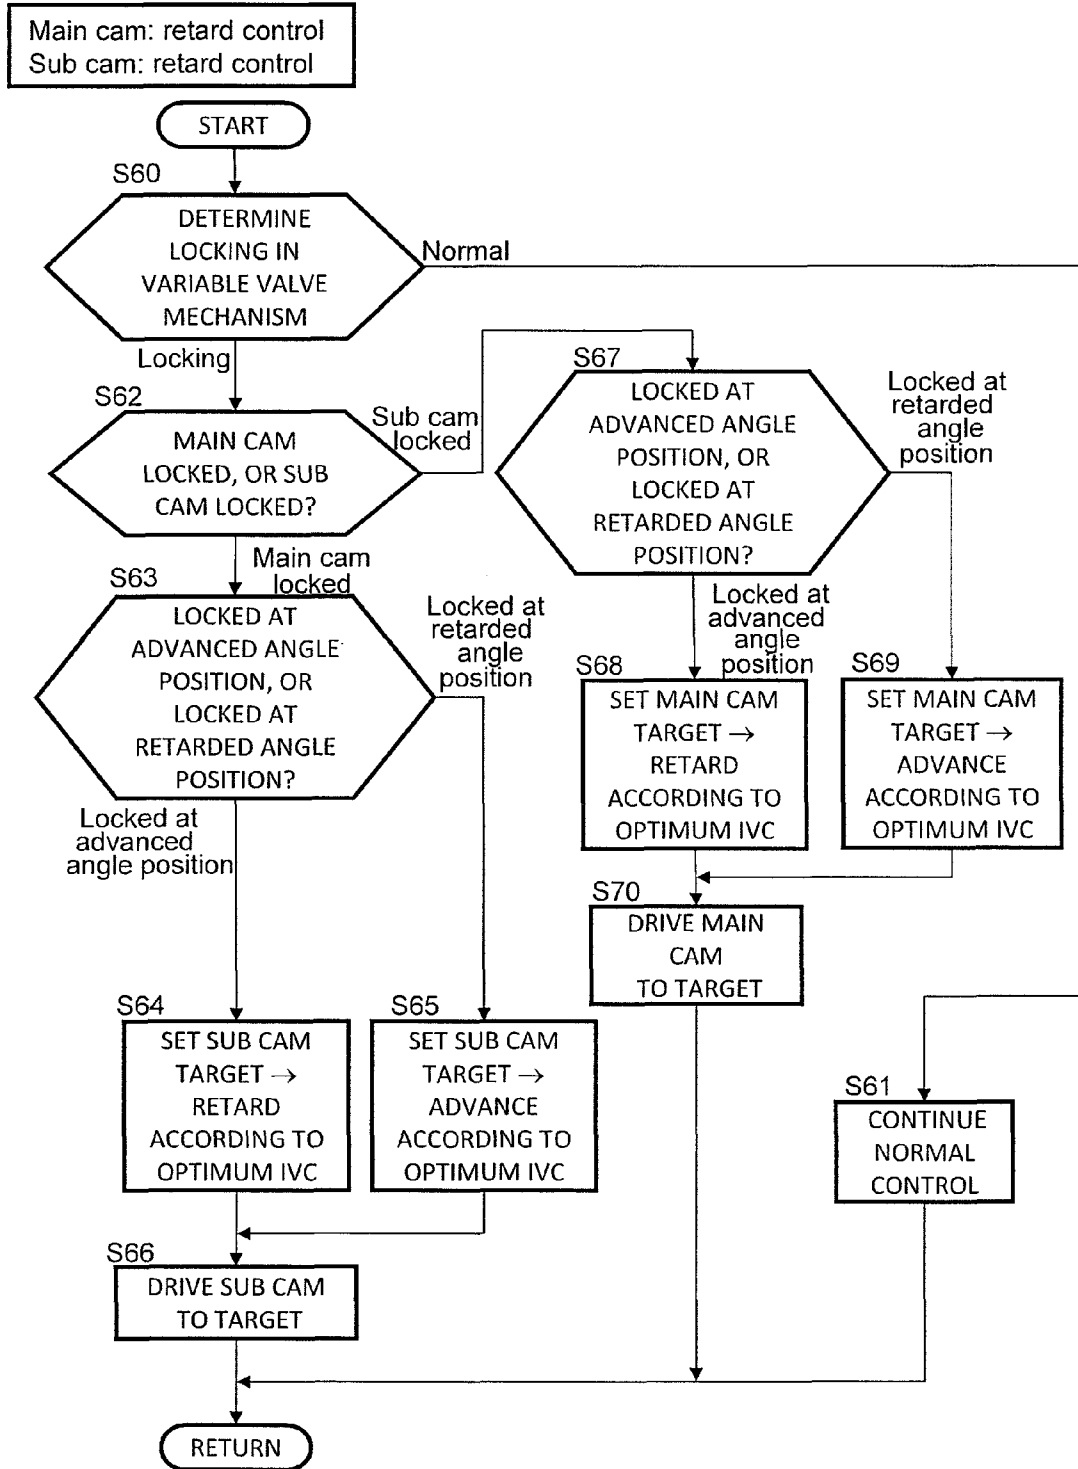 Main cam: retard control
Sub cam: retard control
START
S60
DETERMINE
LOCKING IN
VARIABLE VALVE
MECHANISM
Normal
Locking
S62
MAIN CAM
LOCKED, OR SUB
CAM LOCKED?
Sub cam
locked
Main cam
locked
S63
LOCKED AT
ADVANCED ANGLE
POSITION, OR
LOCKED AT
RETARDED ANGLE
POSITION?
Locked at
retarded
angle
position
Locked at
advanced
angle position
S64
SET SUB CAM
TARGET →
RETARD
ACCORDING TO
OPTIMUM IVC
S65
SET SUB CAM
TARGET →
ADVANCE
ACCORDING TO
OPTIMUM IVC
S66
DRIVE SUB CAM
TO TARGET
S67
LOCKED AT
ADVANCED ANGLE
POSITION, OR
LOCKED AT
RETARDED ANGLE
POSITION?
Locked at
retarded
angle
position
Locked at
advanced
angle
position
S68
SET MAIN CAM
TARGET →
RETARD
ACCORDING TO
OPTIMUM IVC
S69
SET MAIN CAM
TARGET →
ADVANCE
ACCORDING TO
OPTIMUM IVC
S70
DRIVE MAIN
CAM
TO TARGET
S61
CONTINUE
NORMAL
CONTROL
RETURN